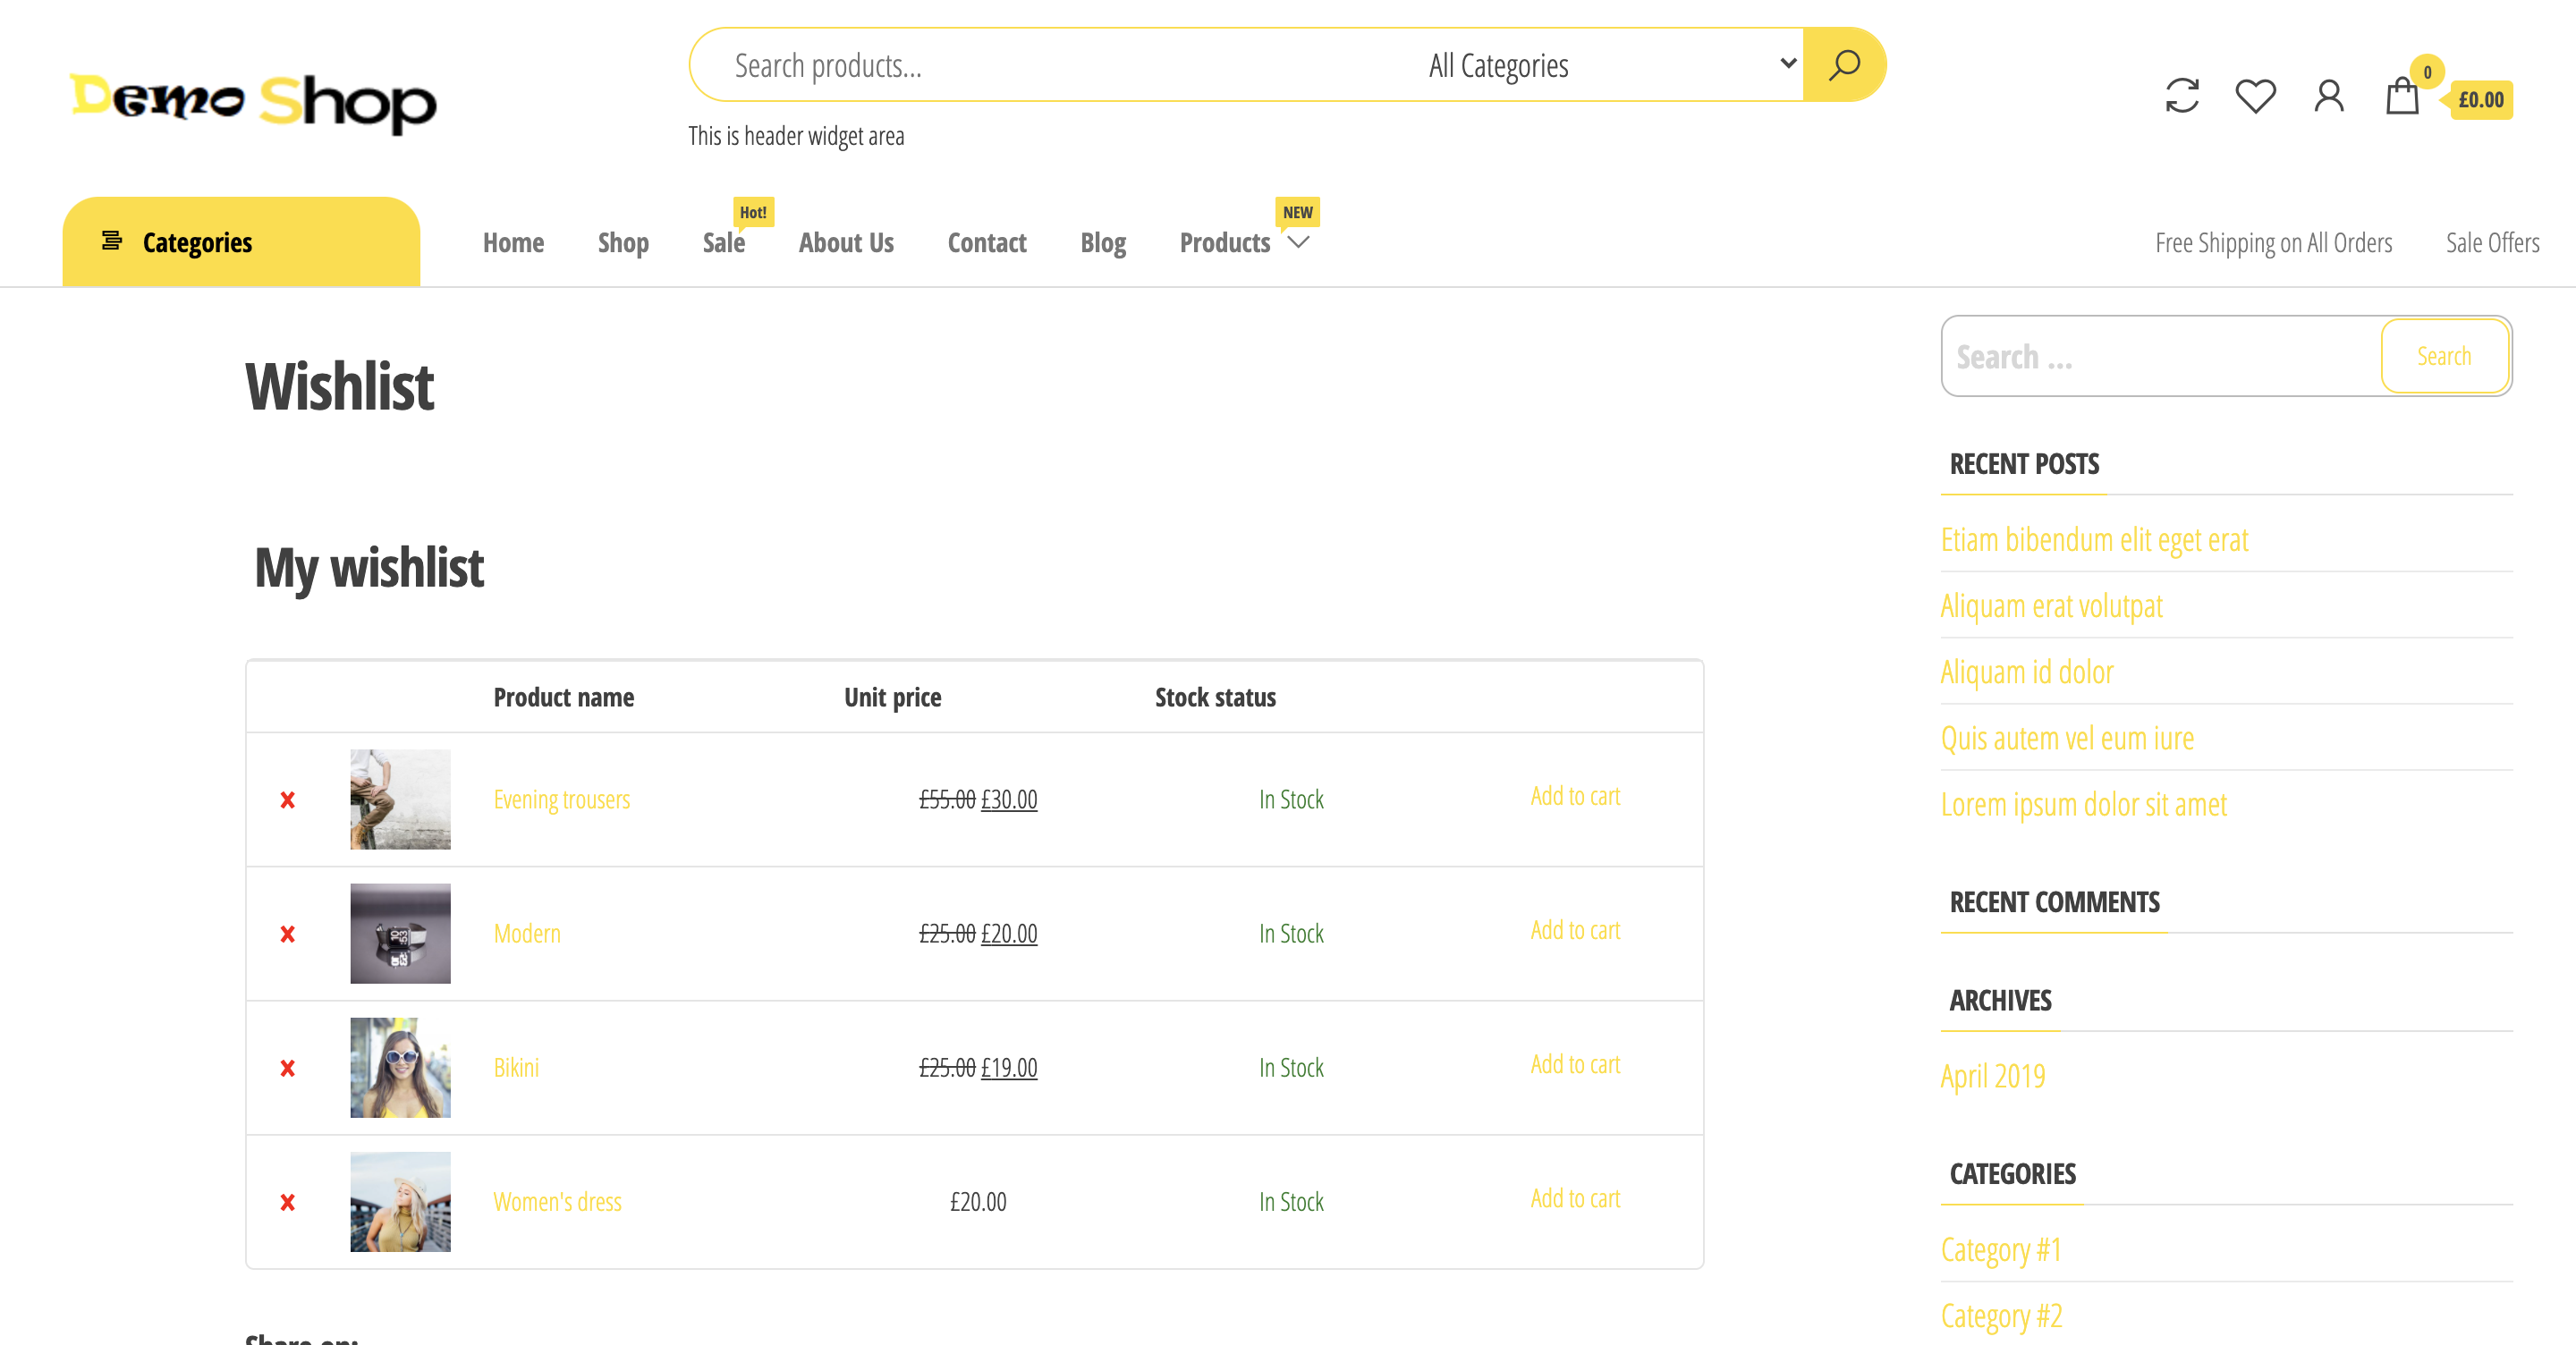 Demo Shop
Search products...
All Categories
This is header widget area
0
£0.00
Categories
Home
Shop
Sale
Hot!
About Us
Contact
Blog
Products
NEW
Free Shipping on All Orders
Sale Offers
Wishlist
My wishlist
Product name Unit price Stock status
Evening trousers £55.00 £30.00 In Stock Add to cart
Modern £25.00 £20.00 In Stock Add to cart
Bikini £25.00 £19.00 In Stock Add to cart
Women's dress £20.00 In Stock Add to cart
Share on:
Search ...
Search
RECENT POSTS
Etiam bibendum elit eget erat
Aliquam erat volutpat
Aliquam id dolor
Quis autem vel eum iure
Lorem ipsum dolor sit amet
RECENT COMMENTS
ARCHIVES
April 2019
CATEGORIES
Category #1
Category #2